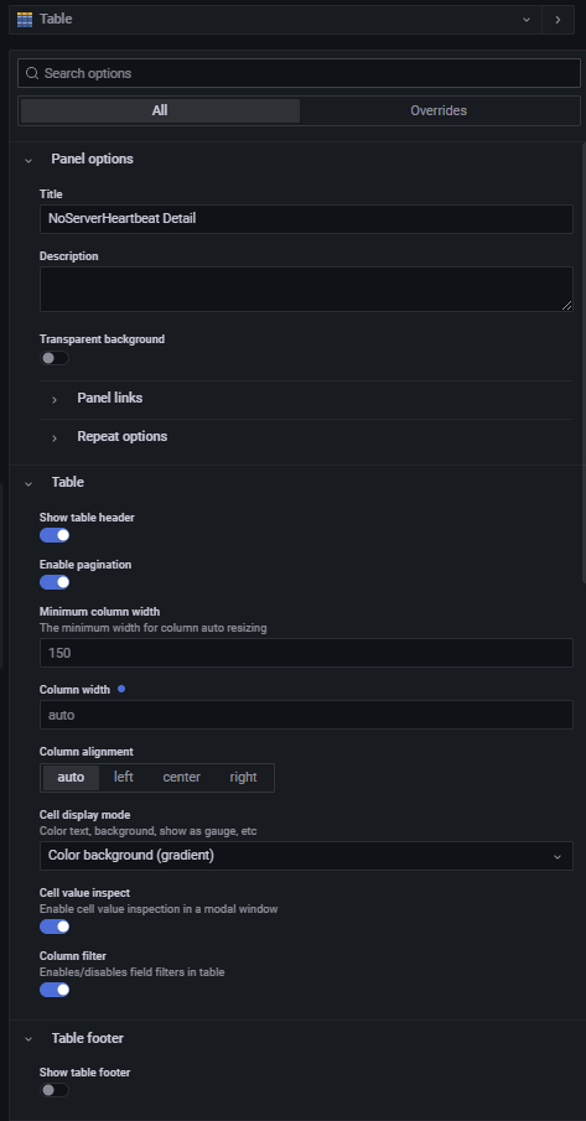 Table
Search options
All
Overrides
Panel options
Title
NoServerHeartbeat Detail
Description
Transparent background
Panel links
Repeat options
Table
Show table header
Enable pagination
Minimum column width
The minimum width for column auto resizing
150
Column width
auto
Column alignment
auto left center right
Cell display mode
Color text, background, show as gauge, etc
Color background (gradient)
Cell value inspect
Enable cell value inspection in a modal window
Column filter
Enables/disables field filters in table
Table footer
Show table footer